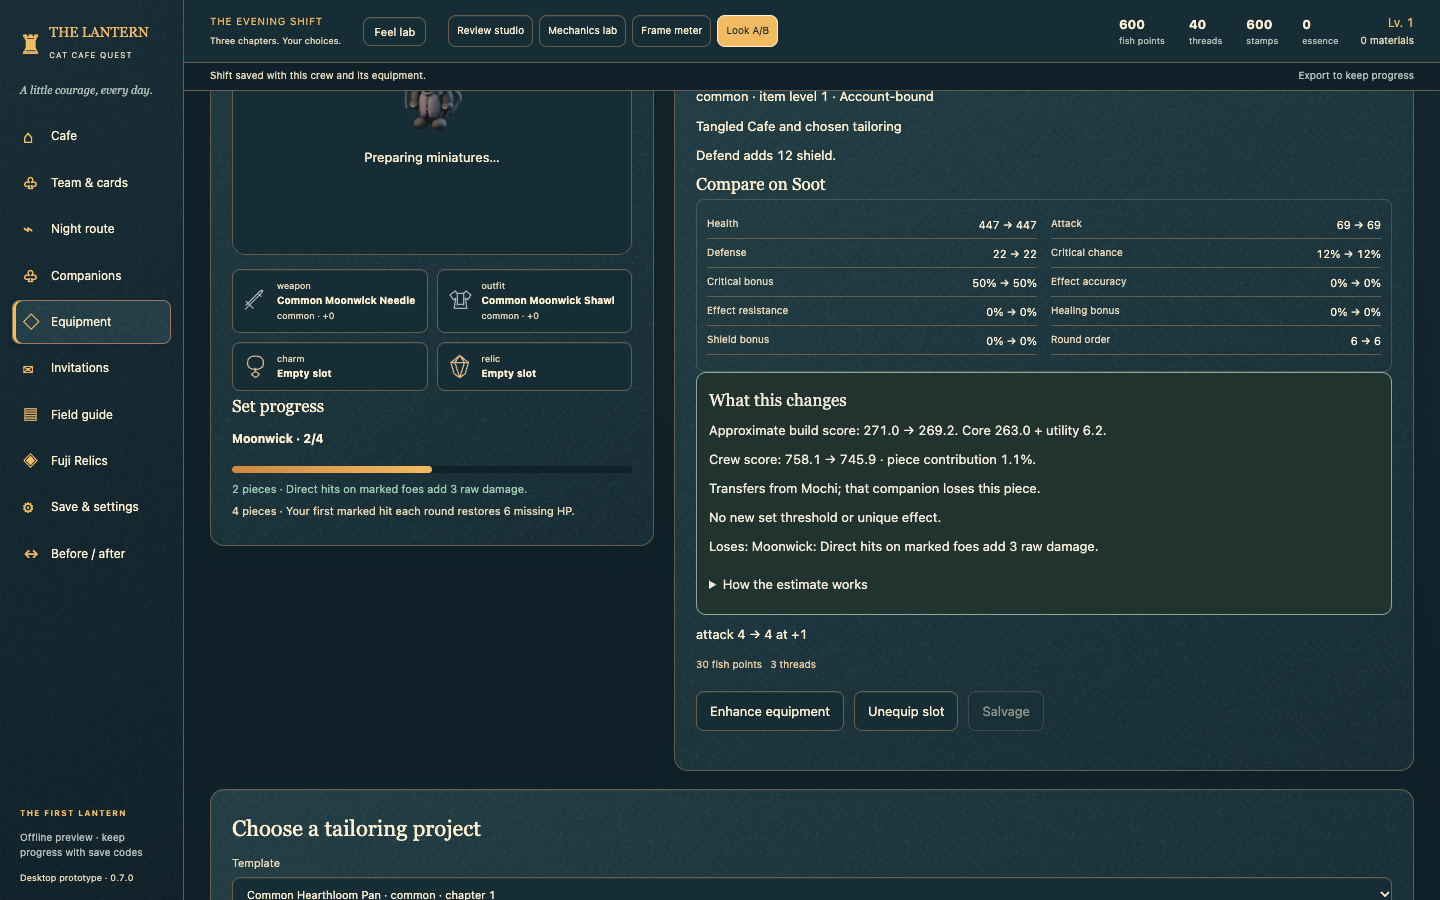 THE LANTERN
CAT CAFE QUEST
A little courage, every day.
Cafe
Team & cards
Night route
Companions
Equipment
Invitations
Field guide
Fuji Relics
Save & settings
Before / after
THE FIRST LANTERN
Offline preview · keep
progress with save codes
Desktop prototype · 0.7.0
THE EVENING SHIFT
Three chapters. Your choices.
Feel lab
Review studio
Mechanics lab
Frame meter
Look A/B
600
fish points
40
threads
600
stamps
0
essence
Lv. 1
0 materials
Shift saved with this crew and its equipment.
Export to keep progress
Preparing miniatures...
weapon
Common Moonwick Needle
common · +0
outfit
Common Moonwick Shawl
common · +0
charm
Empty slot
relic
Empty slot
Set progress
Moonwick · 2/4
2 pieces · Direct hits on marked foes add 3 raw damage.
4 pieces · Your first marked hit each round restores 6 missing HP.
common · item level 1 · Account-bound
Tangled Cafe and chosen tailoring
Defend adds 12 shield.
Compare on Soot
Health 447 → 447
Attack 69 → 69
Defense 22 → 22
Critical chance 12% → 12%
Critical bonus 50% → 50%
Effect accuracy 0% → 0%
Effect resistance 0% → 0%
Healing bonus 0% → 0%
Shield bonus 0% → 0%
Round order 6 → 6
What this changes
Approximate build score: 271.0 → 269.2. Core 263.0 + utility 6.2.
Crew score: 758.1 → 745.9 · piece contribution 1.1%.
Transfers from Mochi; that companion loses this piece.
No new set threshold or unique effect.
Loses: Moonwick: Direct hits on marked foes add 3 raw damage.
How the estimate works
attack 4 → 4 at +1
30 fish points 3 threads
Enhance equipment
Unequip slot
Salvage
Choose a tailoring project
Template
Common Hearthloom Pan · common · chapter 1